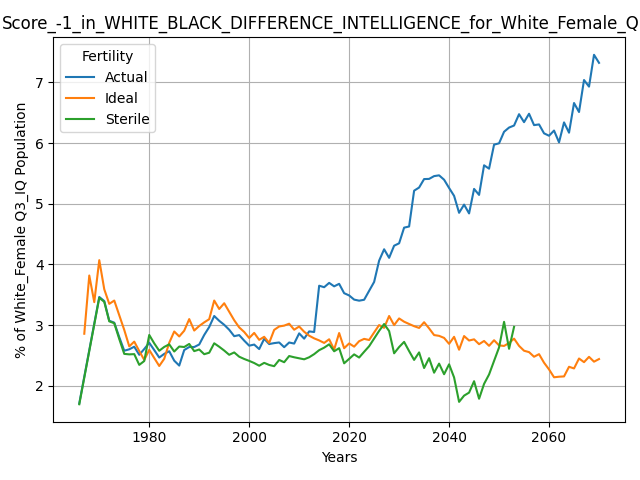 Score_-1_in_WHITE_BLACK_DIFFERENCE_INTELLIGENCE_for_White_Female_Q
Fertility
Actual
Ideal
Sterile
% of White_Female Q3_IQ Population
7
6
5
4
3
2
1980
2000
2020
2040
2060
Years